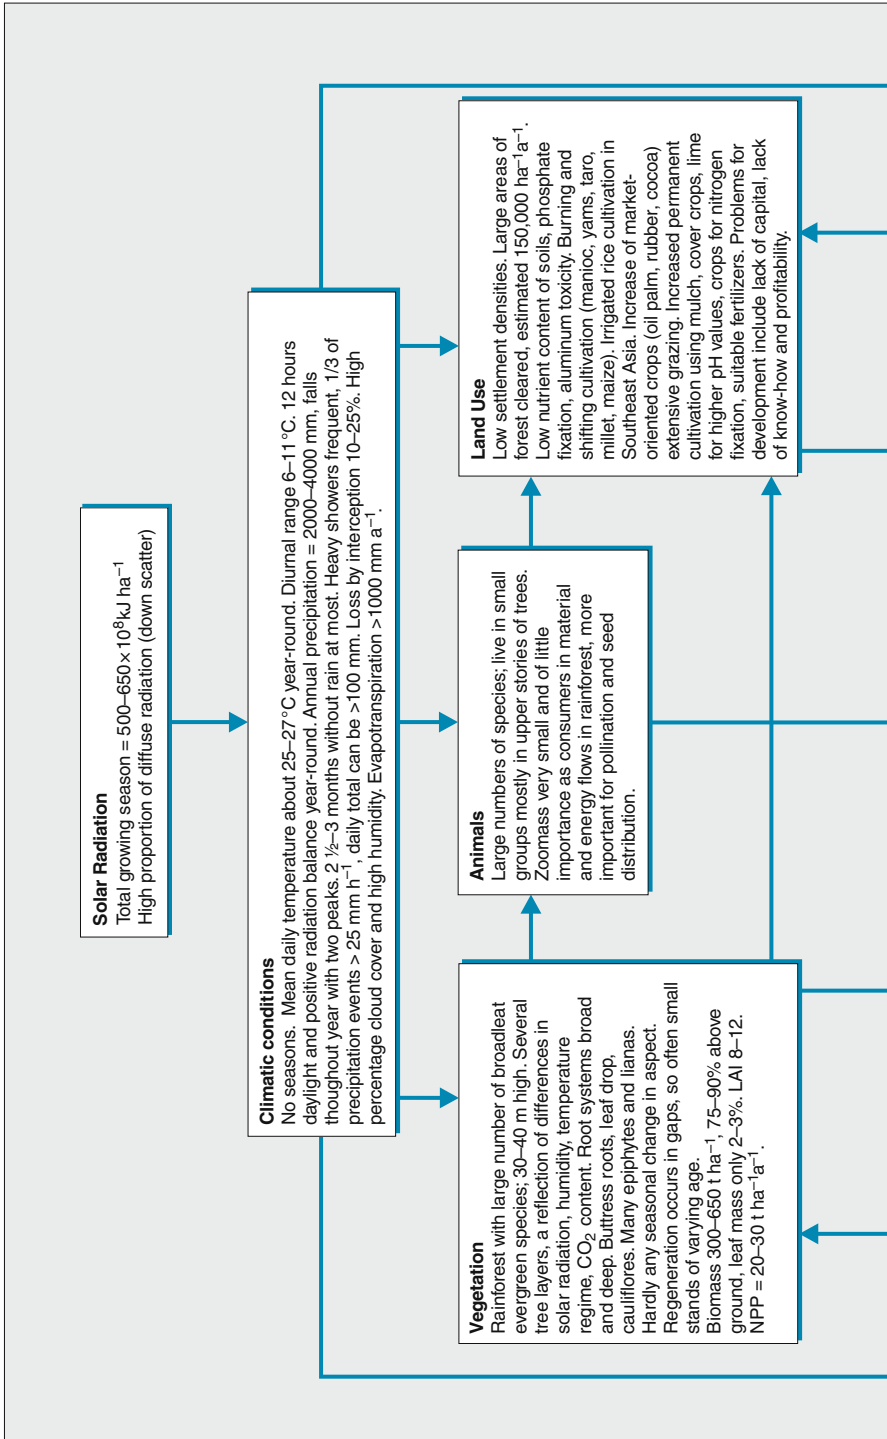 Solar Radiation
Total growing season = 500–650×10⁸kJ ha⁻¹
High proportion of diffuse radiation (down scatter)
Climatic conditions
No seasons. Mean daily temperature about 25–27°C year-round. Diurnal range 6–11°C. 12 hours
daylight and positive radiation balance year-round. Annual precipitation = 2000–4000 mm, falls
thoughout year with two peaks. 2 ½–3 months without rain at most. Heavy showers frequent, 1/3 of
precipitation events > 25 mm h⁻¹, daily total can be >100 mm. Loss by interception 10–25%. High
percentage cloud cover and high humidity. Evapotranspiration >1000 mm a⁻¹.
Vegetation
Rainforest with large number of broadleat
evergreen species; 30–40 m high. Several
tree layers, a reflection of differences in
solar radiation, humidity, temperature
regime, CO₂ content. Root systems broad
and deep. Buttress roots, leaf drop,
cauliflores. Many epiphytes and lianas.
Hardly any seasonal change in aspect.
Regeneration occurs in gaps, so often small
stands of varying age.
Biomass 300–650 t ha⁻¹, 75–90% above
ground, leaf mass only 2–3%. LAI 8–12.
NPP = 20–30 t ha⁻¹a⁻¹.
Animals
Large numbers of species; live in small
groups mostly in upper stories of trees.
Zoomass very small and of little
importance as consumers in material
and energy flows in rainforest, more
important for pollination and seed
distribution.
Land Use
Low settlement densities. Large areas of
forest cleared, estimated 150,000 ha⁻¹a⁻¹.
Low nutrient content of soils, phosphate
fixation, aluminum toxicity. Burning and
shifting cultivation (manioc, yams, taro,
millet, maize). Irrigated rice cultivation in
Southeast Asia. Increase of market-
oriented crops (oil palm, rubber, cocoa)
extensive grazing. Increased permanent
cultivation using mulch, cover crops, lime
for higher pH values, crops for nitrogen
fixation, suitable fertilizers. Problems for
development include lack of capital, lack
of know-how and profitability.